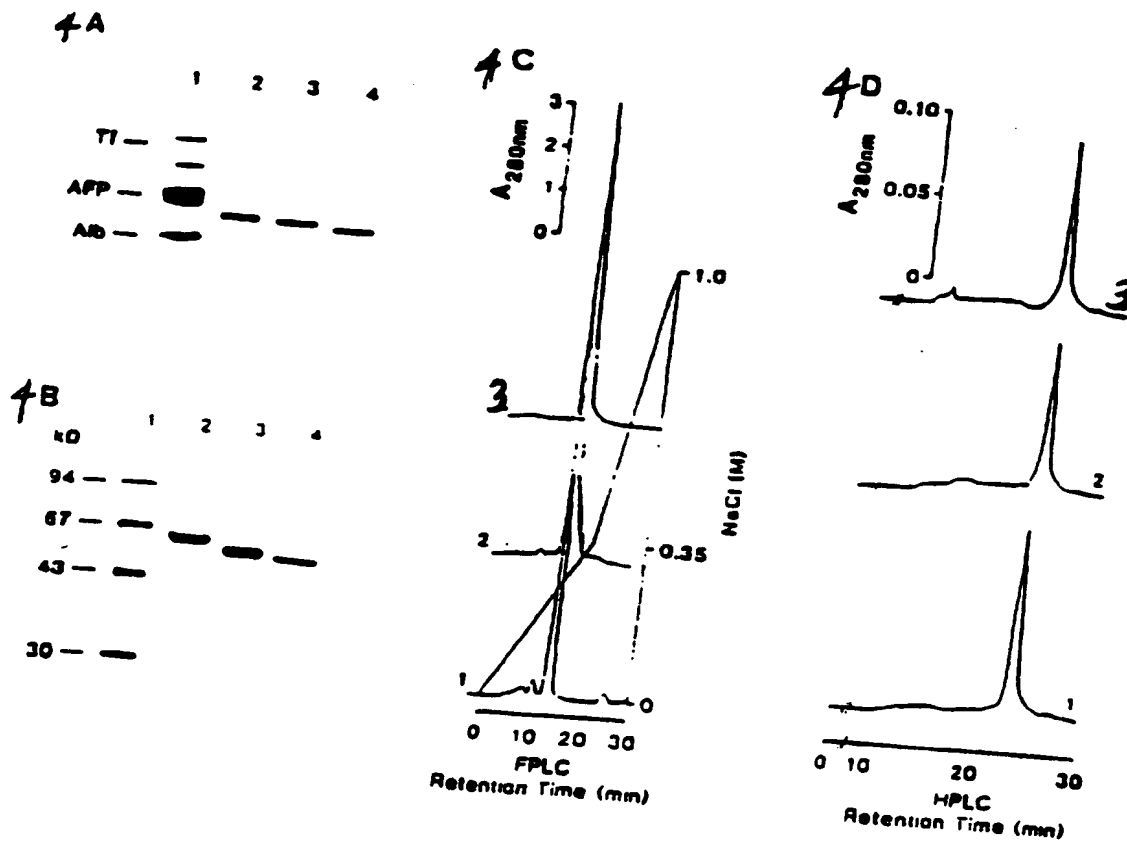 4A
1 2 3 4
Tf
AFP
Alb
4B
kD
1 2 3 4
94
67
43
30
4C
3
2
1
0
A280nm
1.0
3
NaCl (M)
2
0.35
1
0
0 10 20 30
FPLC
Retention Time (min)
4D
0.10
0.05
0
A280nm
3
2
1
0 10 20 30
HPLC
Retention Time (min)